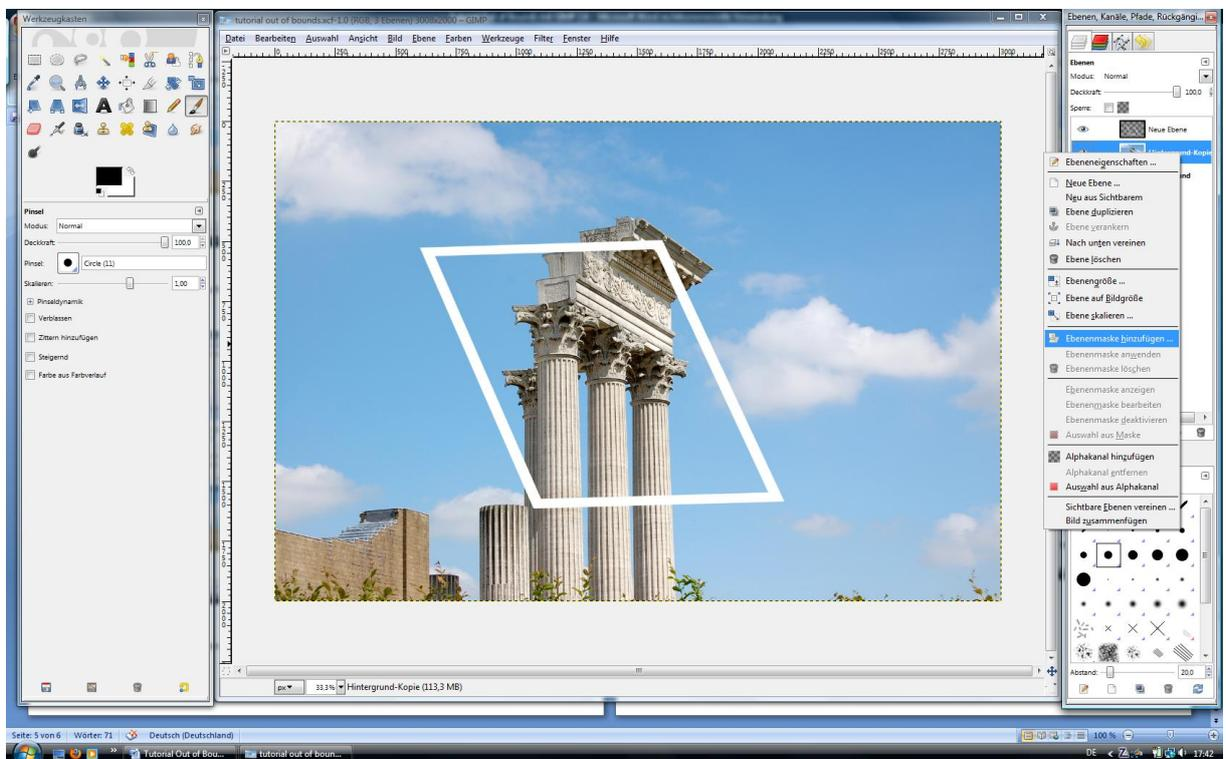 Werkzeugkasten
tutorial out of bounds.xcf-1.0 (RGB, 3 Ebenen) 3008x2000 – GIMP
Datei Bearbeiten Auswahl Ansicht Bild Ebene Farben Werkzeuge Filter Fenster Hilfe
Pinsel
Modus: Normal
Deckkraft: 100,0
Pinsel: Circle (11)
Skalieren: 1,00
Pinseldynamik
Verblassen
Zittern hinzufügen
Steigernd
Farbe aus Farbverlauf
px 33.3% Hintergrund-Kopie (113,3 MB)
Ebenen, Kanäle, Pfade, Rückgängi...
Ebenen
Modus: Normal
Deckkraft: 100,0
Sperre:
Neue Ebene
Hintergrund-Kopie
Ebeneneigenschaften ...
Neue Ebene ...
Neu aus Sichtbarem
Ebene duplizieren
Ebene verankern
Nach unten vereinen
Ebene löschen
Ebenengröße ...
Ebene auf Bildgröße
Ebene skalieren ...
Ebenenmaske hinzufügen ...
Ebenenmaske anwenden
Ebenenmaske löschen
Ebenenmaske anzeigen
Ebenenmaske bearbeiten
Ebenenmaske deaktivieren
Auswahl aus Maske
Alphakanal hinzufügen
Alphakanal entfernen
Auswahl aus Alphakanal
Sichtbare Ebenen vereinen ...
Bild zusammenfügen
Abstand: 20,0
Seite: 5 von 6 Wörter: 71 Deutsch (Deutschland) 100 %
Tutorial Out of Bou... tutorial out of boun... DE 17:42